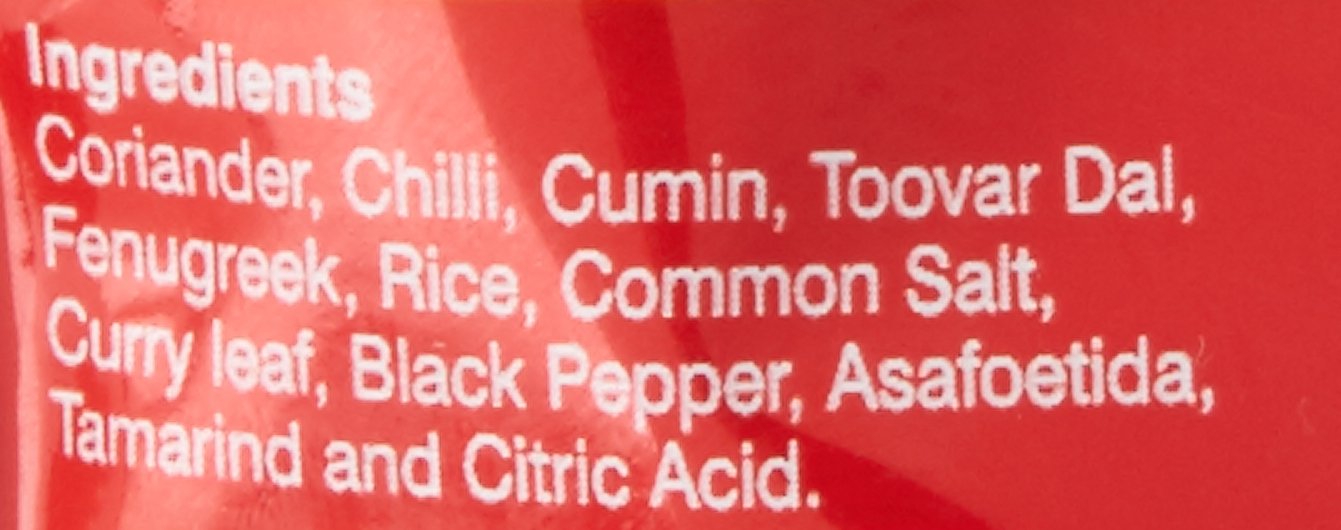 Ingredients
Coriander, Chilli, Cumin, Toovar Dal,
Fenugreek, Rice, Common Salt,
Curry leaf, Black Pepper, Asafoetida,
Tamarind and Citric Acid.